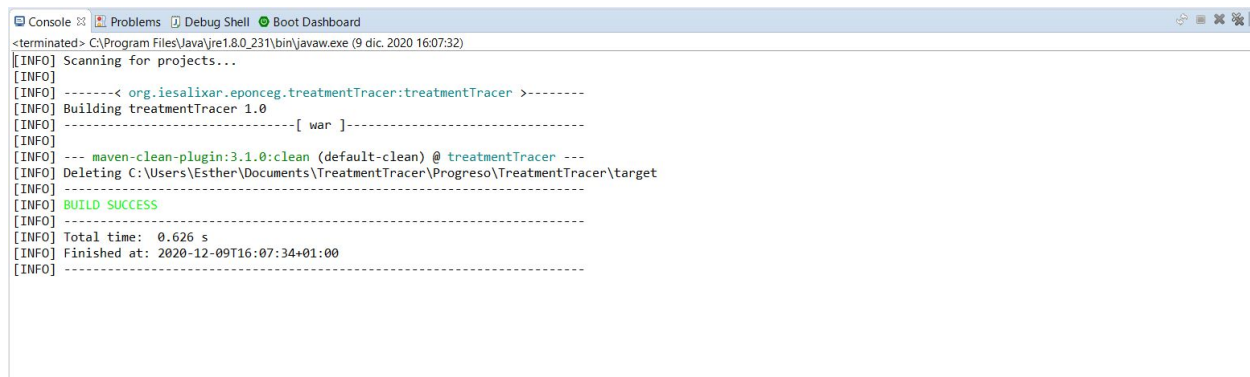 Console Problems Debug Shell Boot Dashboard
<terminated> C:\Program Files\Java\jre1.8.0_231\bin\javaw.exe (9 dic. 2020 16:07:32)
[INFO] Scanning for projects...
[INFO]
[INFO] -------< org.iesalixar.eponceg.treatmentTracer:treatmentTracer >--------
[INFO] Building treatmentTracer 1.0
[INFO] --------------------------------[ war ]---------------------------------
[INFO]
[INFO] --- maven-clean-plugin:3.1.0:clean (default-clean) @ treatmentTracer ---
[INFO] Deleting C:\Users\Esther\Documents\TreatmentTracer\Progreso\TreatmentTracer\target
[INFO] ------------------------------------------------------------------------
[INFO] BUILD SUCCESS
[INFO] ------------------------------------------------------------------------
[INFO] Total time:  0.626 s
[INFO] Finished at: 2020-12-09T16:07:34+01:00
[INFO] ------------------------------------------------------------------------